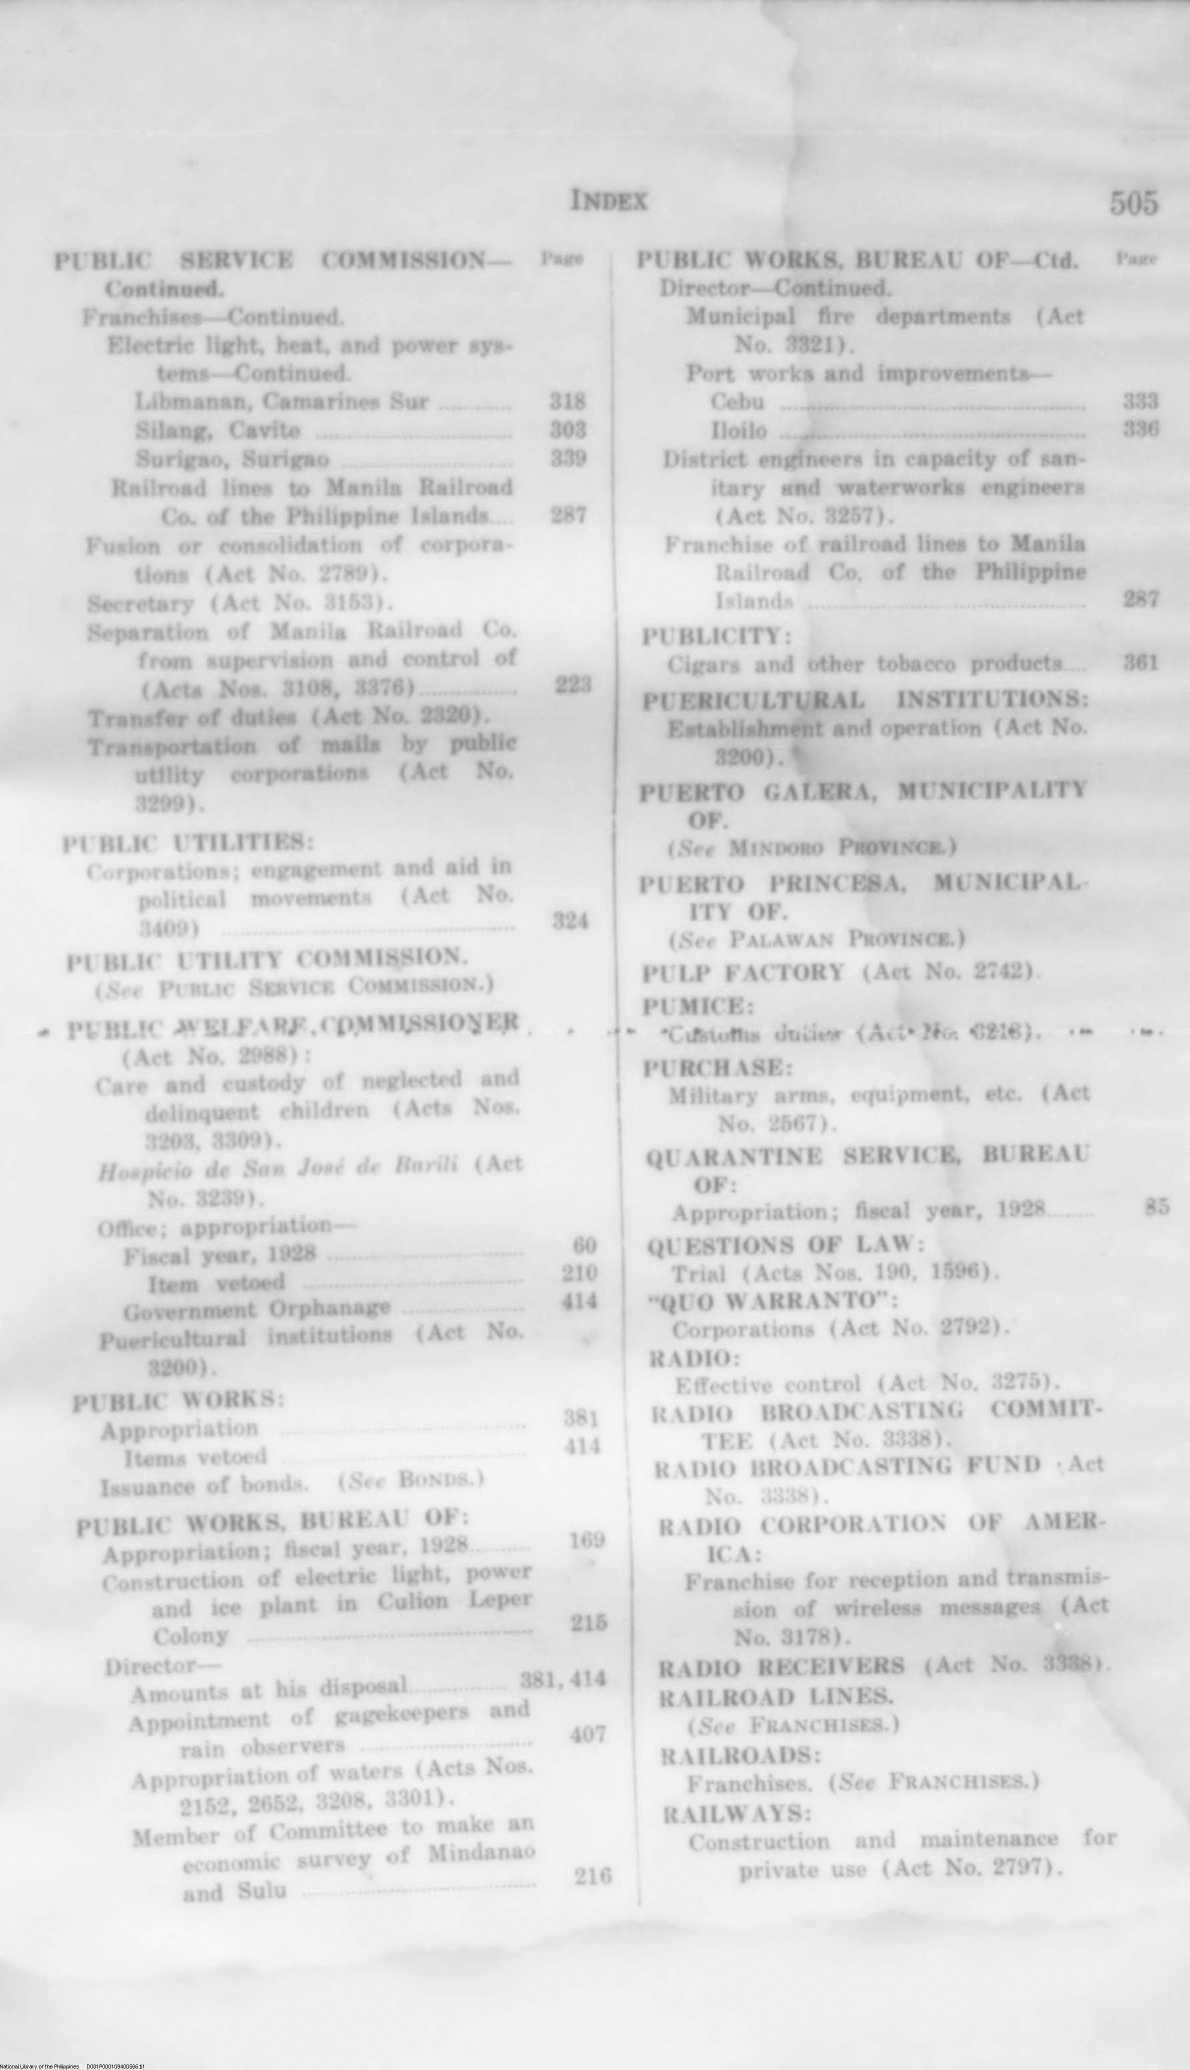 INDEX
505
PUBLIC SERVICE COMMISSION— Page
Continued.
Franchises—Continued.
Electric light, heat, and power sys-
tems—Continued.
Libmanan, Camarines Sur ............ 318
Silang, Cavite ................................ 303
Surigao, Surigao ............................ 339
Railroad lines to Manila Railroad
Co. of the Philippine Islands.... 287
Fusion or consolidation of corpora-
tions (Act No. 2789).
Secretary (Act No. 3153).
Separation of Manila Railroad Co.
from supervision and control of
(Acts Nos. 3108, 3376)................ 223
Transfer of duties (Act No. 2320).
Transportation of mails by public
utility corporations (Act No.
3299).
PUBLIC UTILITIES:
Corporations; engagement and aid in
political movements (Act No.
3409) ................................................ 324
PUBLIC UTILITY COMMISSION.
(See PUBLIC SERVICE COMMISSION.)
PUBLIC WELFARE COMMISSIONER
(Act No. 2988):
Care and custody of neglected and
delinquent children (Acts Nos.
3203, 3309).
Hospicio de San José de Barili (Act
No. 3239).
Office; appropriation—
Fiscal year, 1928 ................................ 60
Item vetoed .................................... 210
Government Orphanage .................... 414
Puericultural institutions (Act No.
3200).
PUBLIC WORKS:
Appropriation ........................................ 381
Items vetoed ........................................ 414
Issuance of bonds. (See BONDS.)
PUBLIC WORKS, BUREAU OF:
Appropriation; fiscal year, 1928.......... 169
Construction of electric light, power
and ice plant in Culion Leper
Colony ................................................ 215
Director—
Amounts at his disposal................ 381, 414
Appointment of gagekeepers and
rain observers ............................ 407
Appropriation of waters (Acts Nos.
2152, 2652, 3208, 3301).
Member of Committee to make an
economic survey of Mindanao
and Sulu ........................................ 216
PUBLIC WORKS, BUREAU OF—Ctd. Page
Director—Continued.
Municipal fire departments (Act
No. 3321).
Port works and improvements—
Cebu ................................................ 333
Iloilo ................................................ 336
District engineers in capacity of san-
itary and waterworks engineers
(Act No. 3257).
Franchise of railroad lines to Manila
Railroad Co. of the Philippine
Islands ............................................ 287
PUBLICITY:
Cigars and other tobacco products.... 361
PUERICULTURAL INSTITUTIONS:
Establishment and operation (Act No.
3200).
PUERTO GALERA, MUNICIPALITY
OF.
(See MINDORO PROVINCE.)
PUERTO PRINCESA, MUNICIPAL-
ITY OF.
(See PALAWAN PROVINCE.)
PULP FACTORY (Act No. 2742).
PUMICE:
Customs duties (Act No. 3216).
PURCHASE:
Military arms, equipment, etc. (Act
No. 2567).
QUARANTINE SERVICE, BUREAU
OF:
Appropriation; fiscal year, 1928........ 85
QUESTIONS OF LAW:
Trial (Acts Nos. 190, 1596).
"QUO WARRANTO":
Corporations (Act No. 2792).
RADIO:
Effective control (Act No. 3275).
RADIO BROADCASTING COMMIT-
TEE (Act No. 3338).
RADIO BROADCASTING FUND (Act
No. 3338).
RADIO CORPORATION OF AMER-
ICA:
Franchise for reception and transmis-
sion of wireless messages (Act
No. 3178).
RADIO RECEIVERS (Act No. 3338).
RAILROAD LINES.
(See FRANCHISES.)
RAILROADS:
Franchises. (See FRANCHISES.)
RAILWAYS:
Construction and maintenance for
private use (Act No. 2797).
National Library of the Philippines